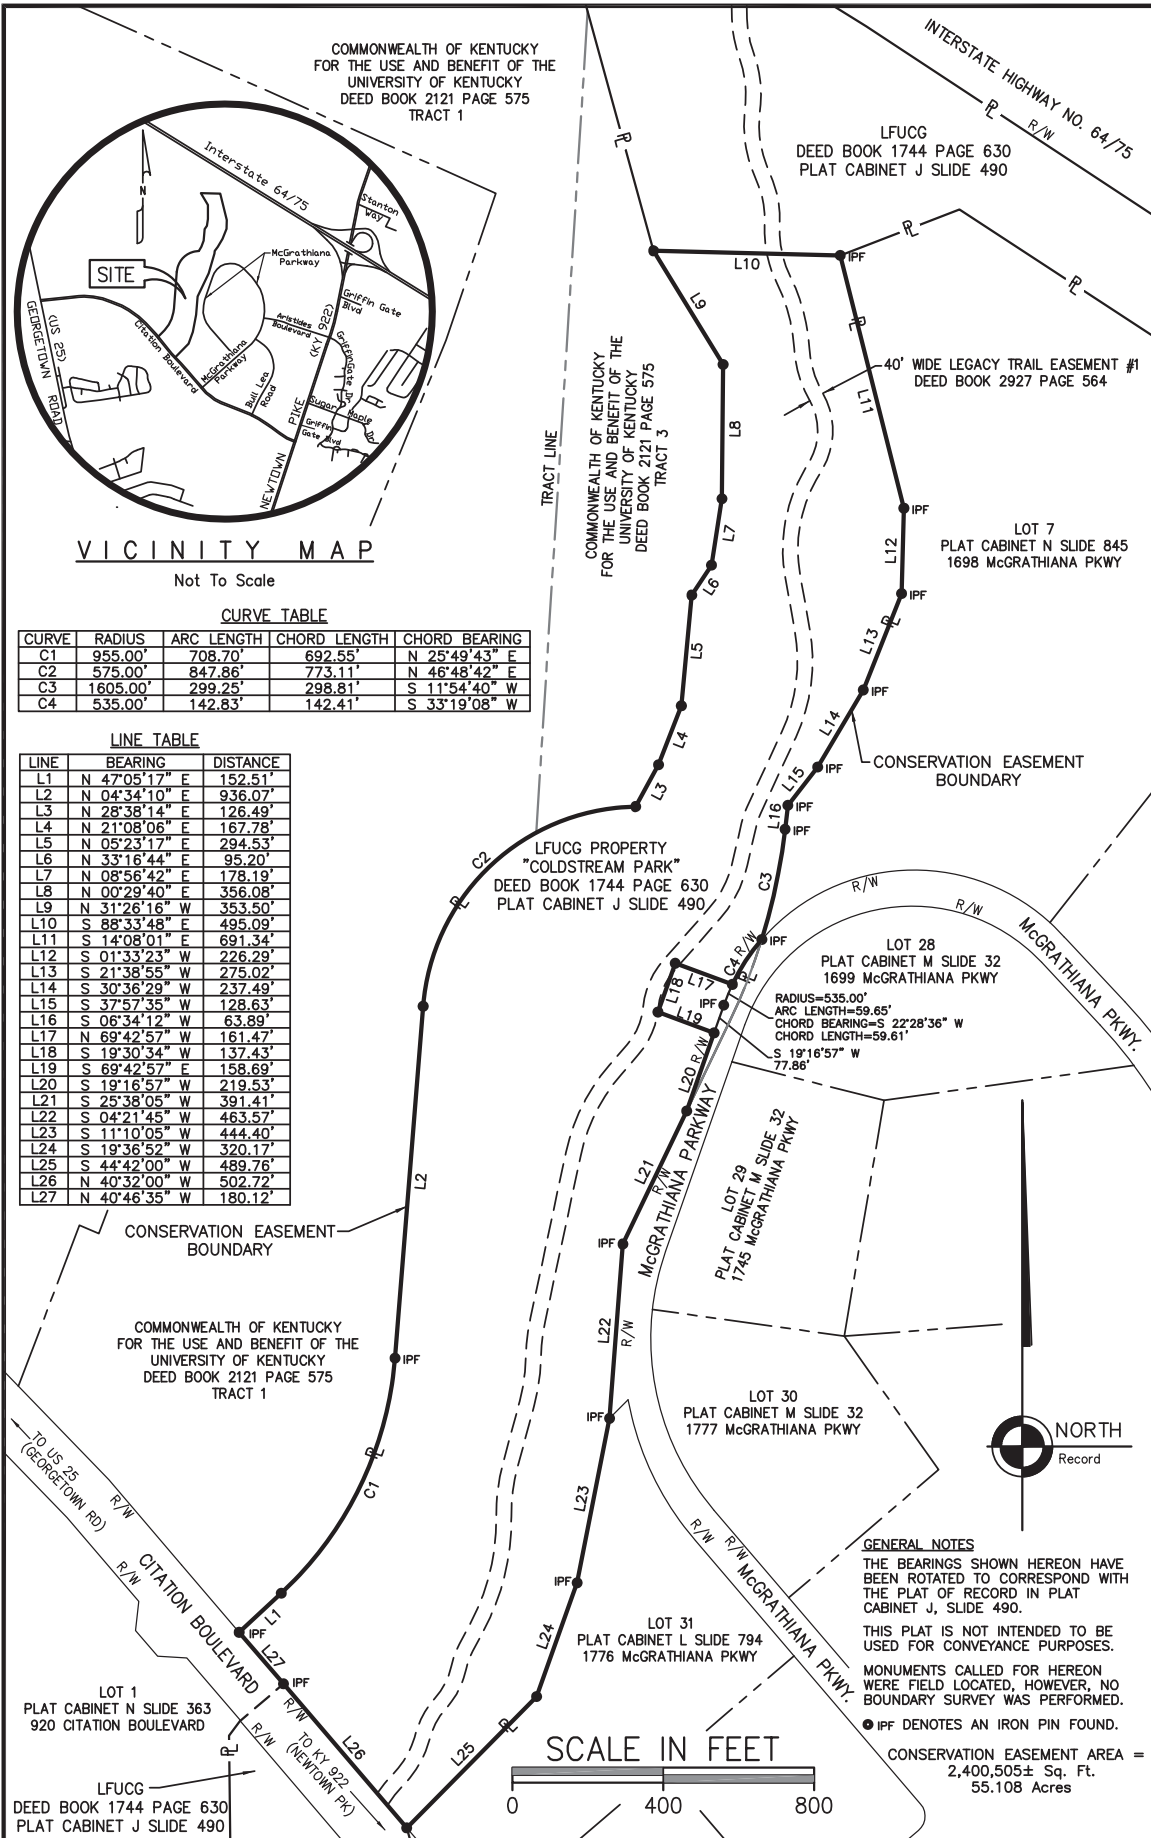 COMMONWEALTH OF KENTUCKY
FOR THE USE AND BENEFIT OF THE
UNIVERSITY OF KENTUCKY
DEED BOOK 2121 PAGE 575
TRACT 1
INTERSTATE HIGHWAY NO. 64/75
R/W
PL
LFUCG
DEED BOOK 1744 PAGE 630
PLAT CABINET J SLIDE 490
PL
PL
PL
Interstate 64/75
Stanton
Way
N
McGrathiana
Parkway
SITE
Griffin Gate
Blvd
Aristides
Boulevard
(KY 922)
Citation Boulevard
McGrathiana
Parkway
GriffinGate Dr
GEORGETOWN ROAD
(US 25)
Bull Lea
Road
Sugar Maple Dr
PIKE
Griffin
Gate Blvd
NEWTOWN
VICINITY MAP
Not To Scale
L10
IPF
L9
PL
40' WIDE LEGACY TRAIL EASEMENT #1
DEED BOOK 2927 PAGE 564
L11
L8
TRACT LINE
COMMONWEALTH OF KENTUCKY
FOR THE USE AND BENEFIT OF THE
UNIVERSITY OF KENTUCKY
DEED BOOK 2121 PAGE 575
TRACT 3
IPF
L7
L12
LOT 7
PLAT CABINET N SLIDE 845
1698 McGRATHIANA PKWY
L6
IPF
CURVE TABLE
CURVE RADIUS ARC LENGTH CHORD LENGTH CHORD BEARING
C1 955.00' 708.70' 692.55' N 25°49'43" E
C2 575.00' 847.86' 773.11' N 46°48'42" E
C3 1605.00' 299.25' 298.81' S 11°54'40" W
C4 535.00' 142.83' 142.41' S 33°19'08" W
L5
L13
PL
IPF
L4
L14
IPF
CONSERVATION EASEMENT
BOUNDARY
L3
L15
IPF
L16
IPF
LINE TABLE
LINE BEARING DISTANCE
L1 N 47°05'17" E 152.51'
L2 N 04°34'10" E 936.07'
L3 N 28°38'14" E 126.49'
L4 N 21°08'06" E 167.78'
L5 N 05°23'17" E 294.53'
L6 N 33°16'44" E 95.20'
L7 N 08°56'42" E 178.19'
L8 N 00°29'40" E 356.08'
L9 N 31°26'16" W 353.50'
L10 S 88°33'48" E 495.09'
L11 S 14°08'01" E 691.34'
L12 S 01°33'23" W 226.29'
L13 S 21°38'55" W 275.02'
L14 S 30°36'29" W 237.49'
L15 S 37°57'35" W 128.63'
L16 S 06°34'12" W 63.89'
L17 N 69°42'57" W 161.47'
L18 S 19°30'34" W 137.43'
L19 S 69°42'57" E 158.69'
L20 S 19°16'57" W 219.53'
L21 S 25°38'05" W 391.41'
L22 S 04°21'45" W 463.57'
L23 S 11°10'05" W 444.40'
L24 S 19°36'52" W 320.17'
L25 S 44°42'00" W 489.76'
L26 N 40°32'00" W 502.72'
L27 N 40°46'35" W 180.12'
C2
PL
LFUCG PROPERTY
"COLDSTREAM PARK"
DEED BOOK 1744 PAGE 630
PLAT CABINET J SLIDE 490
C3
R/W
R/W
McGRATHIANA PKWY.
IPF
R/W
C4
PL
LOT 28
PLAT CABINET M SLIDE 32
1699 McGRATHIANA PKWY
L17
L18
IPF
L19
RADIUS=535.00'
ARC LENGTH=59.65'
CHORD BEARING=S 22°28'36" W
CHORD LENGTH=59.61'
S 19°16'57" W
77.86'
R/W
L20
McGRATHIANA PARKWAY
LOT 29
PLAT CABINET M SLIDE 32
1745 McGRATHIANA PKWY
L21
R/W
IPF
L2
CONSERVATION EASEMENT
BOUNDARY
L22
R/W
COMMONWEALTH OF KENTUCKY
FOR THE USE AND BENEFIT OF THE
UNIVERSITY OF KENTUCKY
DEED BOOK 2121 PAGE 575
TRACT 1
IPF
IPF
LOT 30
PLAT CABINET M SLIDE 32
1777 McGRATHIANA PKWY
NORTH
Record
TO US 25
(GEORGETOWN RD)
R/W
R/W
PL
C1
L23
R/W
R/W
McGRATHIANA PKWY.
CITATION BOULEVARD
GENERAL NOTES
THE BEARINGS SHOWN HEREON HAVE
BEEN ROTATED TO CORRESPOND WITH
THE PLAT OF RECORD IN PLAT
CABINET J, SLIDE 490.
THIS PLAT IS NOT INTENDED TO BE
USED FOR CONVEYANCE PURPOSES.
MONUMENTS CALLED FOR HEREON
WERE FIELD LOCATED, HOWEVER, NO
BOUNDARY SURVEY WAS PERFORMED.
IPF DENOTES AN IRON PIN FOUND.
CONSERVATION EASEMENT AREA =
2,400,505± Sq. Ft.
55.108 Acres
IPF
L1
IPF
L24
LOT 31
PLAT CABINET L SLIDE 794
1776 McGRATHIANA PKWY
L27
IPF
R/W
LOT 1
PLAT CABINET N SLIDE 363
920 CITATION BOULEVARD
R/W
PL
L26
TO KY 922
(NEWTOWN PK)
L25
LFUCG
DEED BOOK 1744 PAGE 630
PLAT CABINET J SLIDE 490
SCALE IN FEET
0 400 800